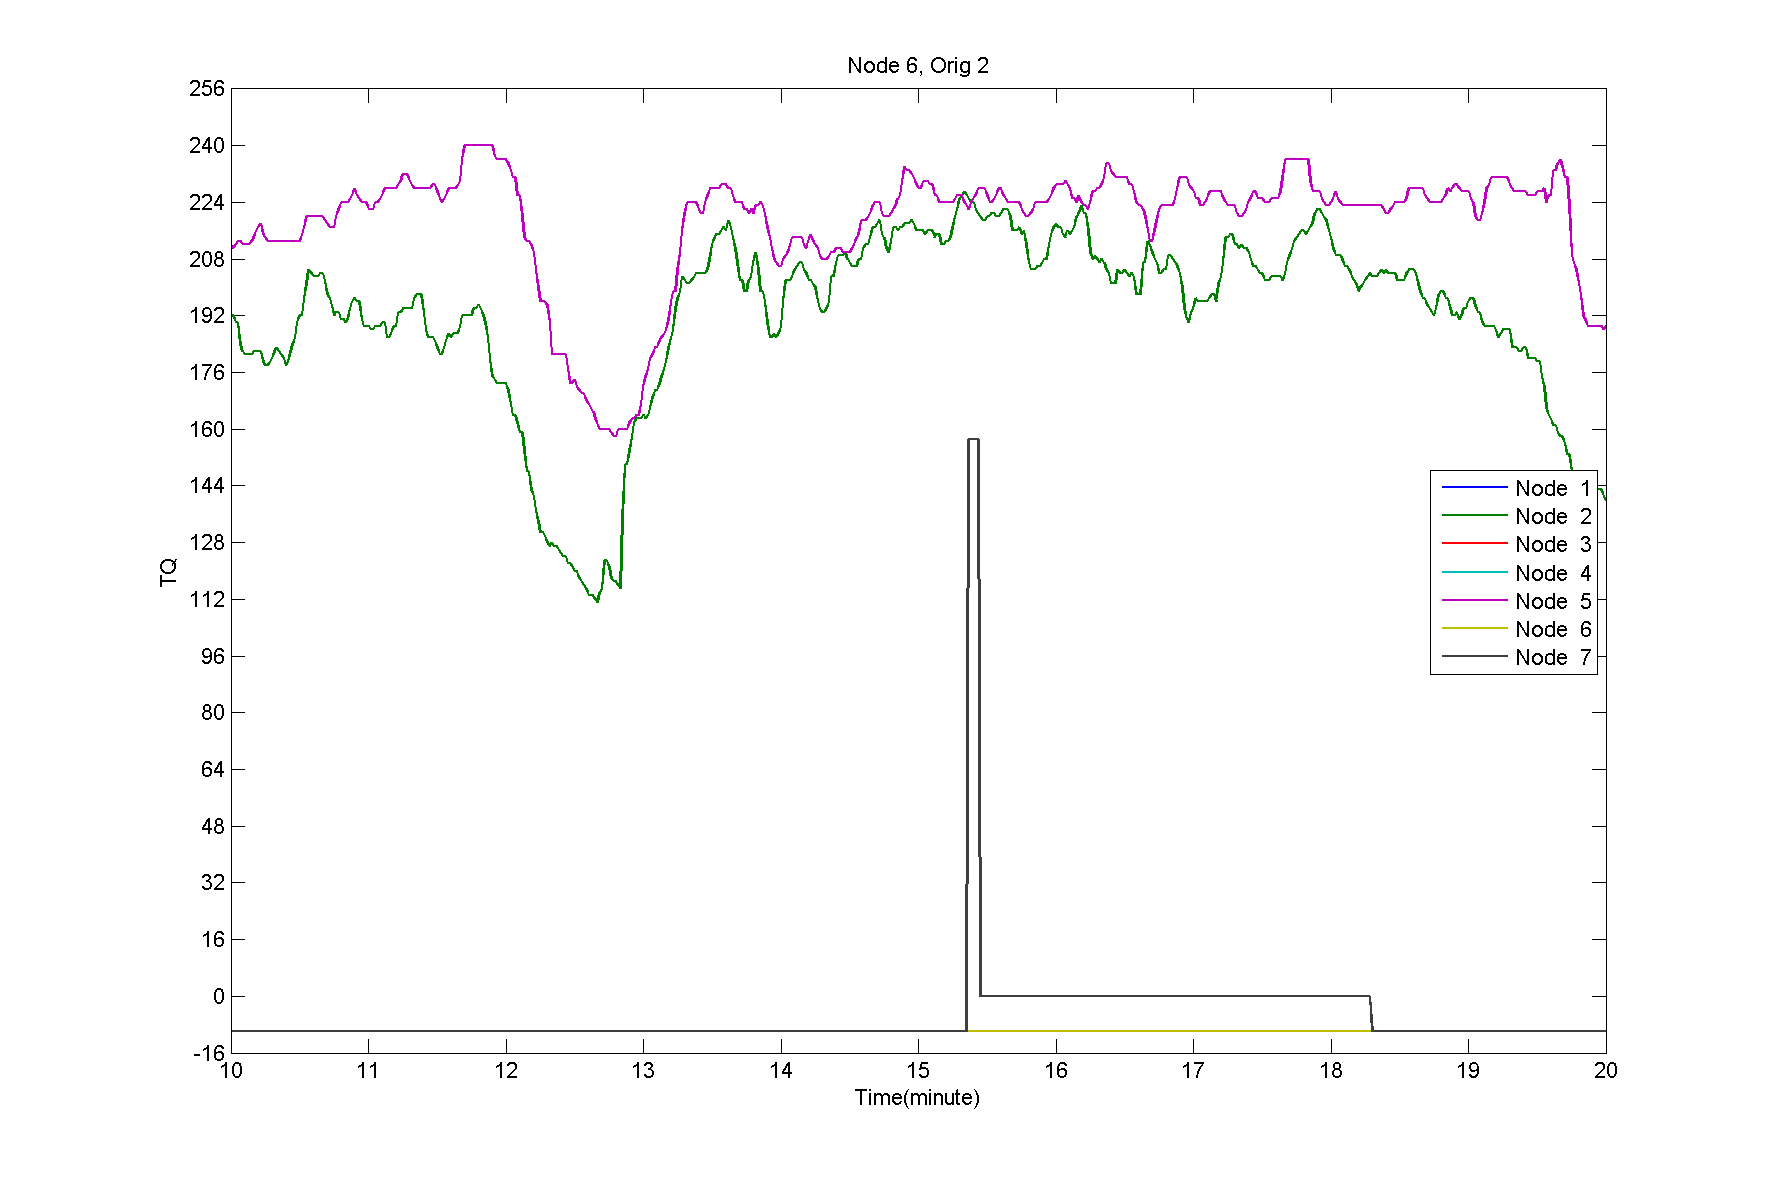 Node 6, Orig 2
256
240
224
208
192
176
160
144
128
112
96
80
64
48
32
16
0
-16
TQ
Node 1
Node 2
Node 3
Node 4
Node 5
Node 6
Node 7
10 11 12 13 14 15 16 17 18 19 20
Time(minute)